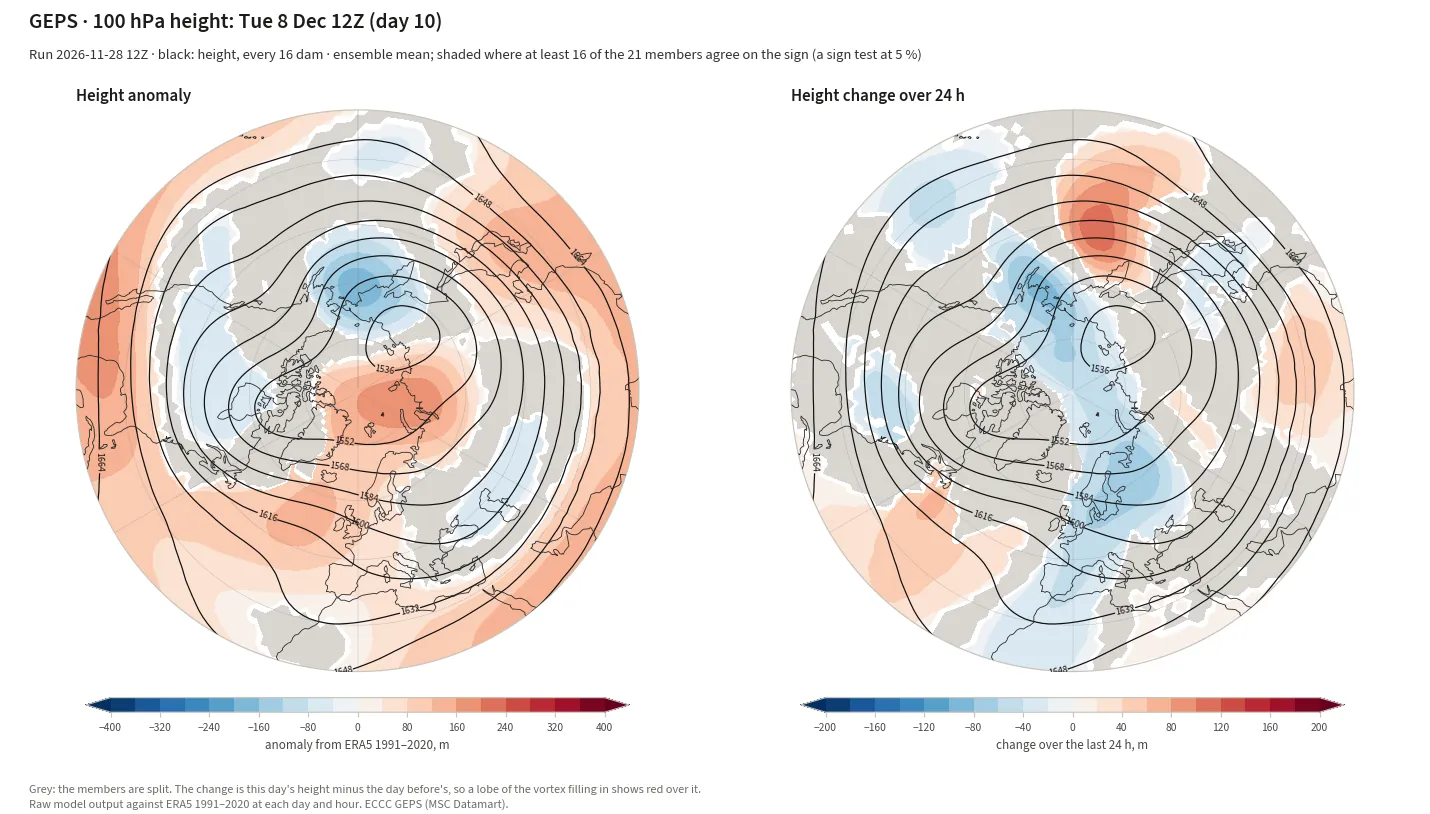 GEPS · 100 hPa height: Tue 8 Dec 12Z (day 10)
Run 2026-11-28 12Z · black: height, every 16 dam · ensemble mean; shaded where at least 16 of the 21 members agree on the sign (a sign test at 5 %)
Height anomaly
Height change over 24 h
1648
1664
1536
1552
1568
1584
1600
1616
1632
1648
1664
1648
1664
1536
1552
1568
1584
1600
1616
1632
1648
1664
−400 −320 −240 −160 −80 0 80 160 240 320 400
anomaly from ERA5 1991–2020, m
−200 −160 −120 −80 −40 0 40 80 120 160 200
change over the last 24 h, m
Grey: the members are split. The change is this day's height minus the day before's, so a lobe of the vortex filling in shows red over it.
Raw model output against ERA5 1991–2020 at each day and hour. ECCC GEPS (MSC Datamart).